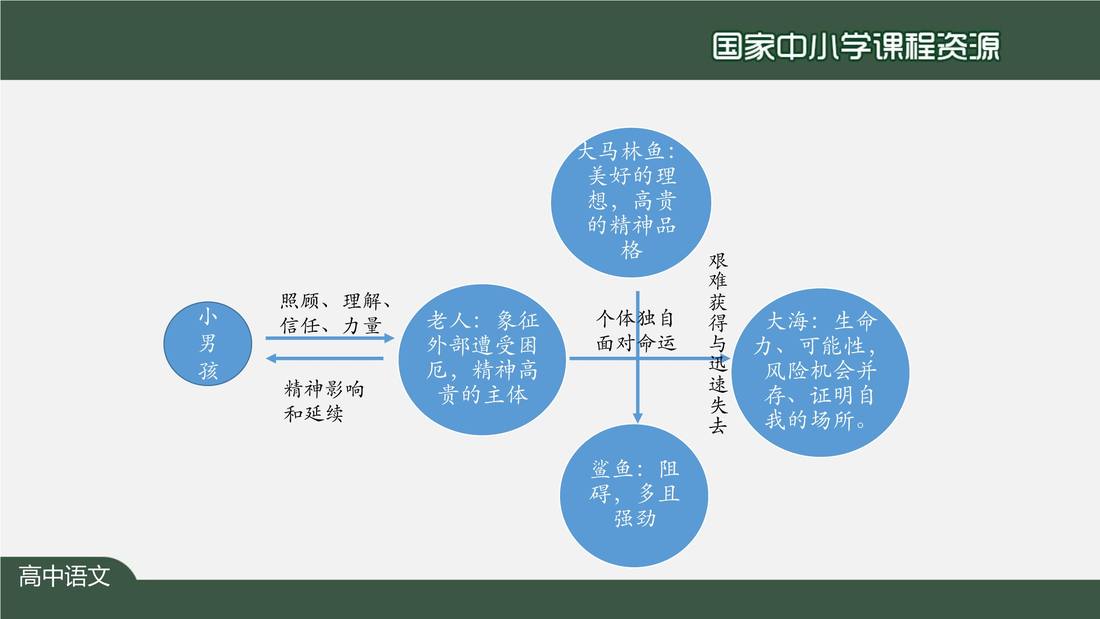 国家中小学课程资源
大马林鱼：
美好的理
想，高贵
的精神品
格
艰难获得与迅速失去
照顾、理解、
信任、力量
小
男
孩
老人：象征
外部遭受困
厄，精神高
贵的主体
个体独自
面对命运
大海：生命
力、可能性，
风险机会并
存、证明自
我的场所。
精神影响
和延续
鲨鱼：阻
碍，多且
强劲
高中语文